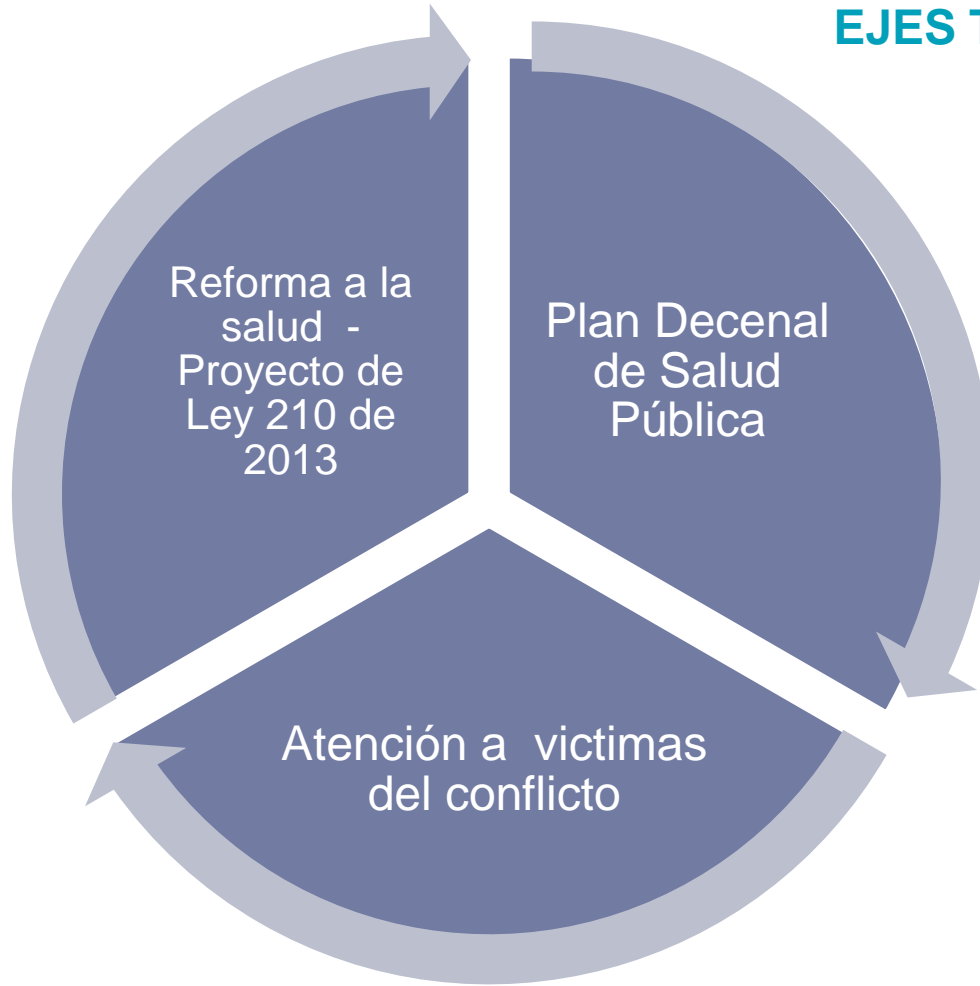 EJES T
Reforma a la
salud -
Proyecto de
Ley 210 de
2013
Plan Decenal
de Salud
Pública
Atención a victimas
del conflicto